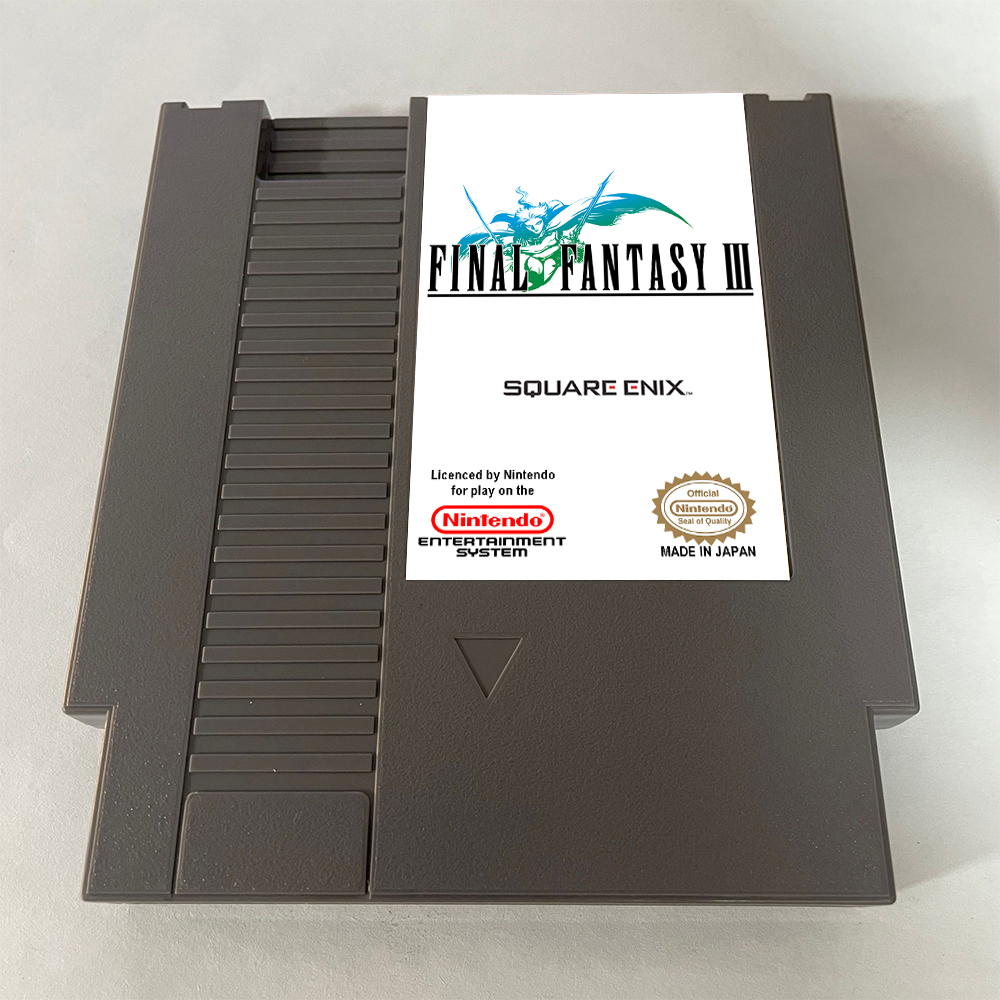 FINAL FANTASY III
SQUARE ENIX™
Licenced by Nintendo
for play on the
Nintendo®
ENTERTAINMENT
SYSTEM
Official
Nintendo
Seal of Quality
MADE IN JAPAN